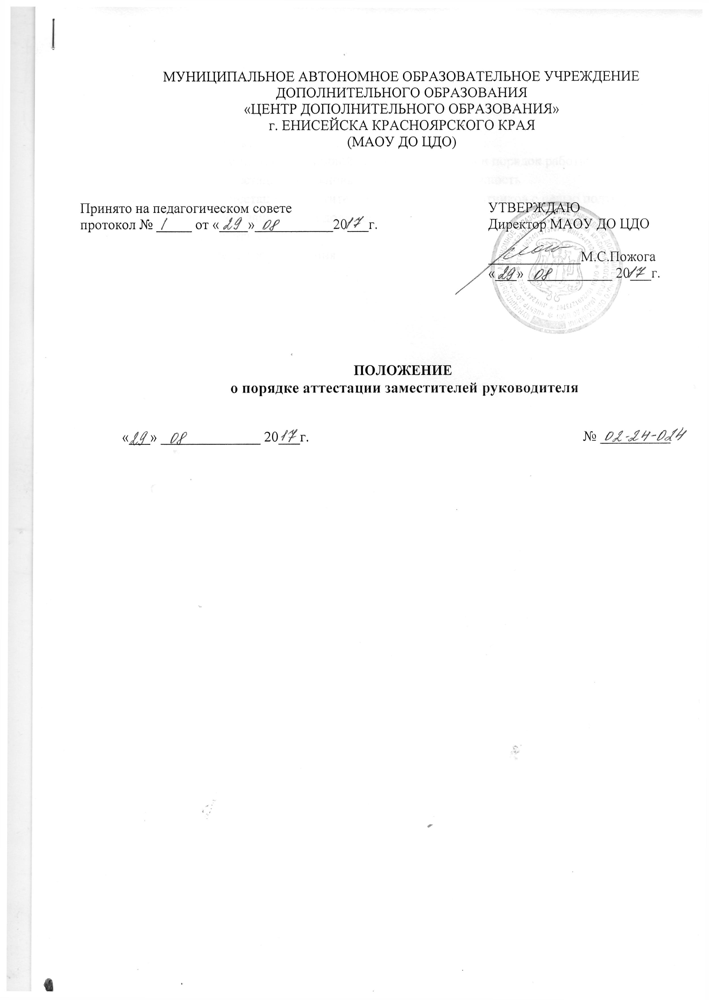 МУНИЦИПАЛЬНОЕ АВТОНОМНОЕ ОБРАЗОВАТЕЛЬНОЕ УЧРЕЖДЕНИЕ
ДОПОЛНИТЕЛЬНОГО ОБРАЗОВАНИЯ
«ЦЕНТР ДОПОЛНИТЕЛЬНОГО ОБРАЗОВАНИЯ»
г. ЕНИСЕЙСКА КРАСНОЯРСКОГО КРАЯ
(МАОУ ДО ЦДО)
Принято на педагогическом совете
протокол № 1 от «29» 08 2017 г.
УТВЕРЖДАЮ
Директор МАОУ ДО ЦДО
М.С.Пожога
«29» 08 2017 г.
ПОЛОЖЕНИЕ
о порядке аттестации заместителей руководителя
«29» 08 2017 г.
№ 02-24-024